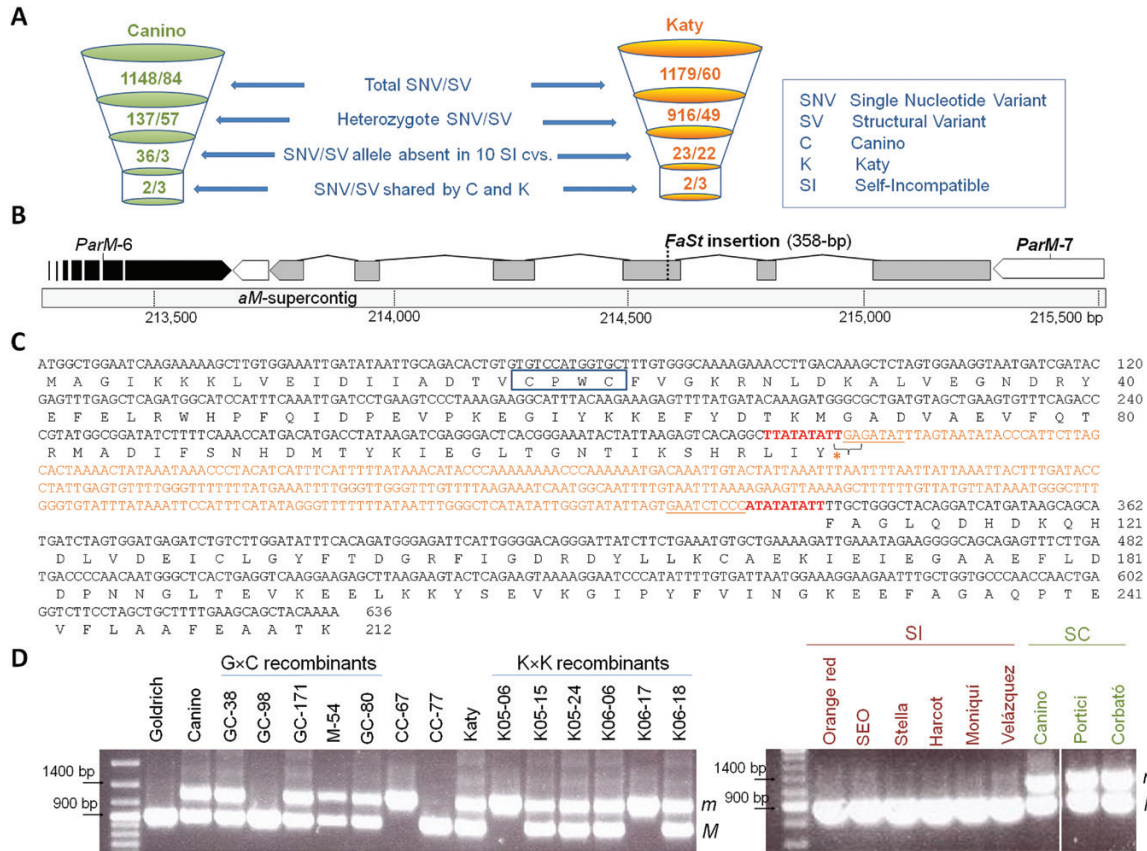 A
Canino
Katy
1148/84
Total SNV/SV
1179/60
137/57
Heterozygote SNV/SV
916/49
36/3
SNV/SV allele absent in 10 SI cvs.
23/22
2/3
SNV/SV shared by C and K
2/3
SNV Single Nucleotide Variant
SV Structural Variant
C Canino
K Katy
SI Self-Incompatible
B
ParM-6
FaSt insertion (358-bp)
ParM-7
aM-supercontig
213,500
214,000
214,500
215,000
215,500 bp
C
ATGGCTGGAATCAAGAAAAAGCTTGTGGAAATTGATATAATTGCAGACACTGTGTGTCCATGGTGCTTTGTGGGCAAAAGAAACCTTGACAAAGCTCTAGTGGAAGGTAATGATCGATAC 120
M A G I K K K L V E I D I I A D T V C P W C F V G K R N L D K A L V E G N D R Y 40
GAGTTTGAGCTCAGATGGCATCCATTTCAAATTGATCCTGAAGTCCCTAAAGAAGGCATTTACAAGAAAGAGTTTTATGATACAAAGATGGGCGCTGATGTAGCTGAAGTGTTTCAGACC 240
E F E L R W H P F Q I D P E V P K E G I Y K K E F Y D T K M G A D V A E V F Q T 80
CGTATGGCGGATATCTTTTCAAACCATGACATGACCTATAAGATCGAGGGACTCACGGGAAATACTATTAAGAGTCACAGGCTTATATATTGAGATATTTAGTAATATACCCATTCTTAG
R M A D I F S N H D M T Y K I E G L T G N T I K S H R L I Y *
CACTAAAACTATAAATAAACCCTACATCATTTCATTTTTATAAACATACCCAAAAAAAACCCAAAAAATGACAAATTGTACTATTAAATTTAATTTTAATTATTAAATTACTTTGATACCC
CTATTGAGTGTTTTGGGTTTTTTTATGAAATTTTGGGTTTGGGTTTGTTTTAAGAAATCAATGGCAATTTTTGTAATTTAAAAGAAGTTAAAAAGCTTTTTTGTTATGTTATAAATGGGCTTT
GGGTGTATTTATAAATTCCATTTAGTCATATAGGGTTTTTATAAATTTGGGCTCATATATTGGGTATATTAGTGAATCTCCCATATATATTTTGCTGGGCTACAGGATCATGATAAGCAGCA 362
F A G L Q D H D K Q H 121
TGATCTAGTGGATGAGATCTGTCTTGGATATTTCACAGATGGGAGATTCATTGGGGACAGGGATTATCTTCTGAAATGTGCTGAAAAGATTGAAATAGAAGGGGCAGCAGAGTTTCTTGA 482
D L V D E I C L G Y F T D G R F I G D R D Y L L K C A E K I E I E G A A E F L D 181
TGACCCCAACAATGGGCTCACTGAGGTCAAGGAAGAGCTTAAGAAGTACTCAGAAGTAAAAGGAATCCCATATTTTGTGATTAATGGAAAGGAAGAATTTGCTGGTGCCCAACCAACTGA 602
D P N N G L T E V K E E L K K Y S E V K G I P Y F V I N G K E E F A G A Q P T E 241
GGTCTTCCTAGCTGCTTTTGAAGCAGCTACAAAA 636
V F L A A F E A A T K 212
D
G×C recombinants
K×K recombinants
SI
SC
Goldrich
Canino
GC-38
GC-98
GC-171
M-54
GC-80
CC-67
CC-77
Katy
K05-06
K05-15
K05-24
K06-06
K06-17
K06-18
Orange red
SEO
Stella
Harcot
Moniquí
Velázquez
Canino
Portici
Corbató
1400 bp
900 bp
m
M
1400 bp
900 bp